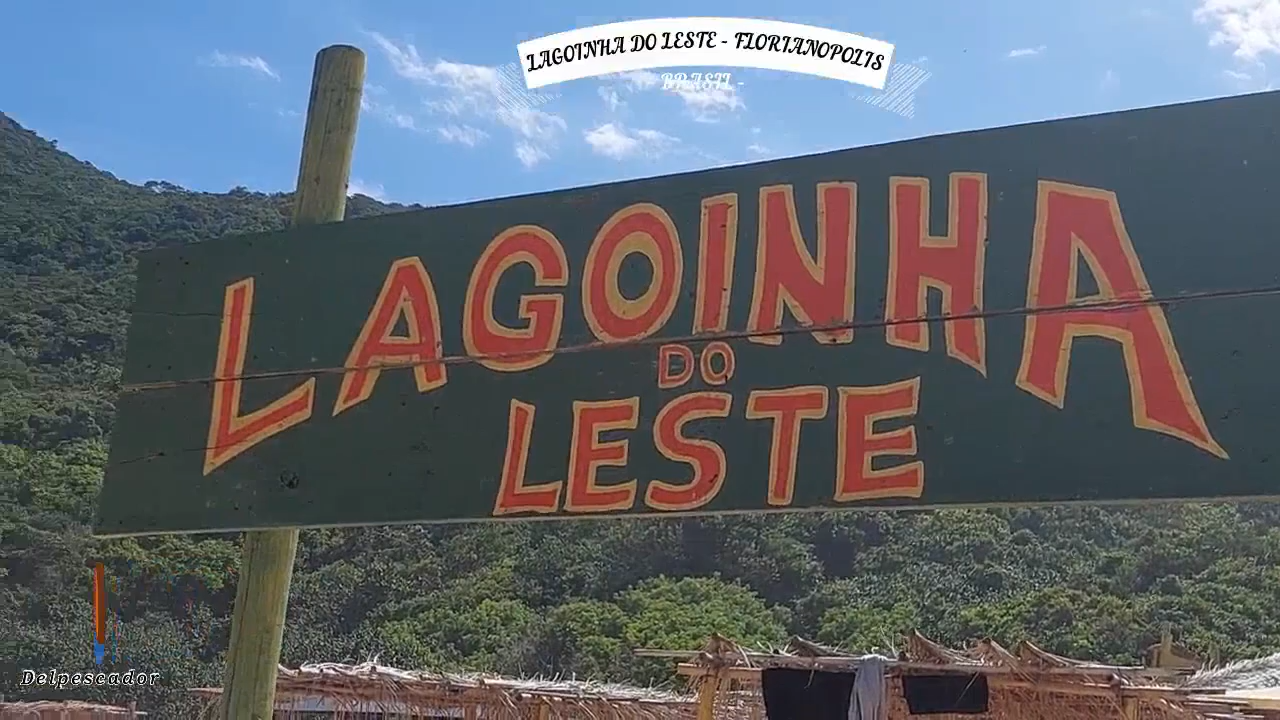 LAGOINHA DO LESTE - FLORIANOPOLIS
BRASIL -
LAGOINHA
DO
LESTE
Delpescador